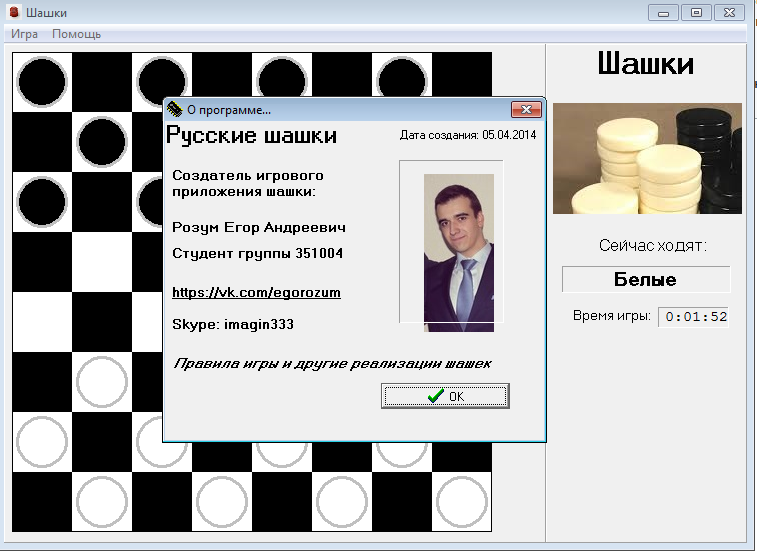 Шашки
Игра Помощь
О программе...
Русские шашки
Дата создания: 05.04.2014
Создатель игрового
приложения шашки:
Розум Егор Андреевич
Студент группы 351004
https://vk.com/egorozum
Skype: imagin333
Правила игры и другие реализации шашек
OK
Шашки
Сейчас ходят:
Белые
Время игры: 0:01:52